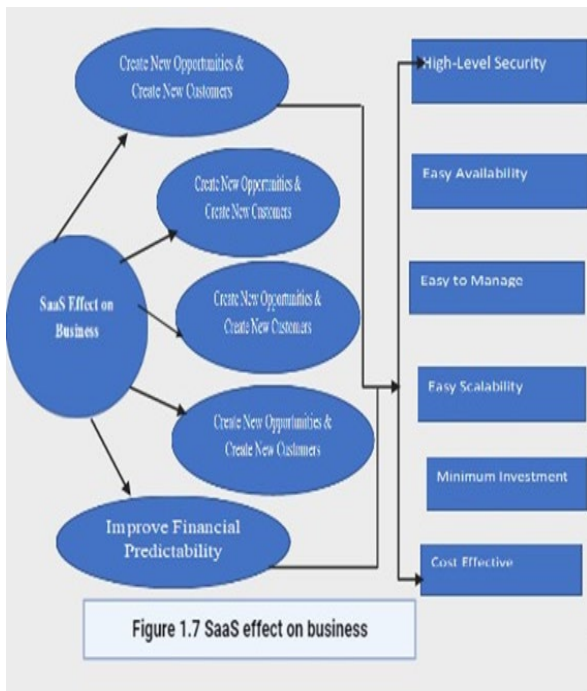 Create New Opportunities &
Create New Customers
Create New Opportunities &
Create New Customers
SaaS Effect on
Business
Create New Opportunities &
Create New Customers
Create New Opportunities &
Create New Customers
Improve Financial
Predictability
High-Level Security
Easy Availability
Easy to Manage
Easy Scalability
Minimum Investment
Cost Effective
Figure 1.7 SaaS effect on business